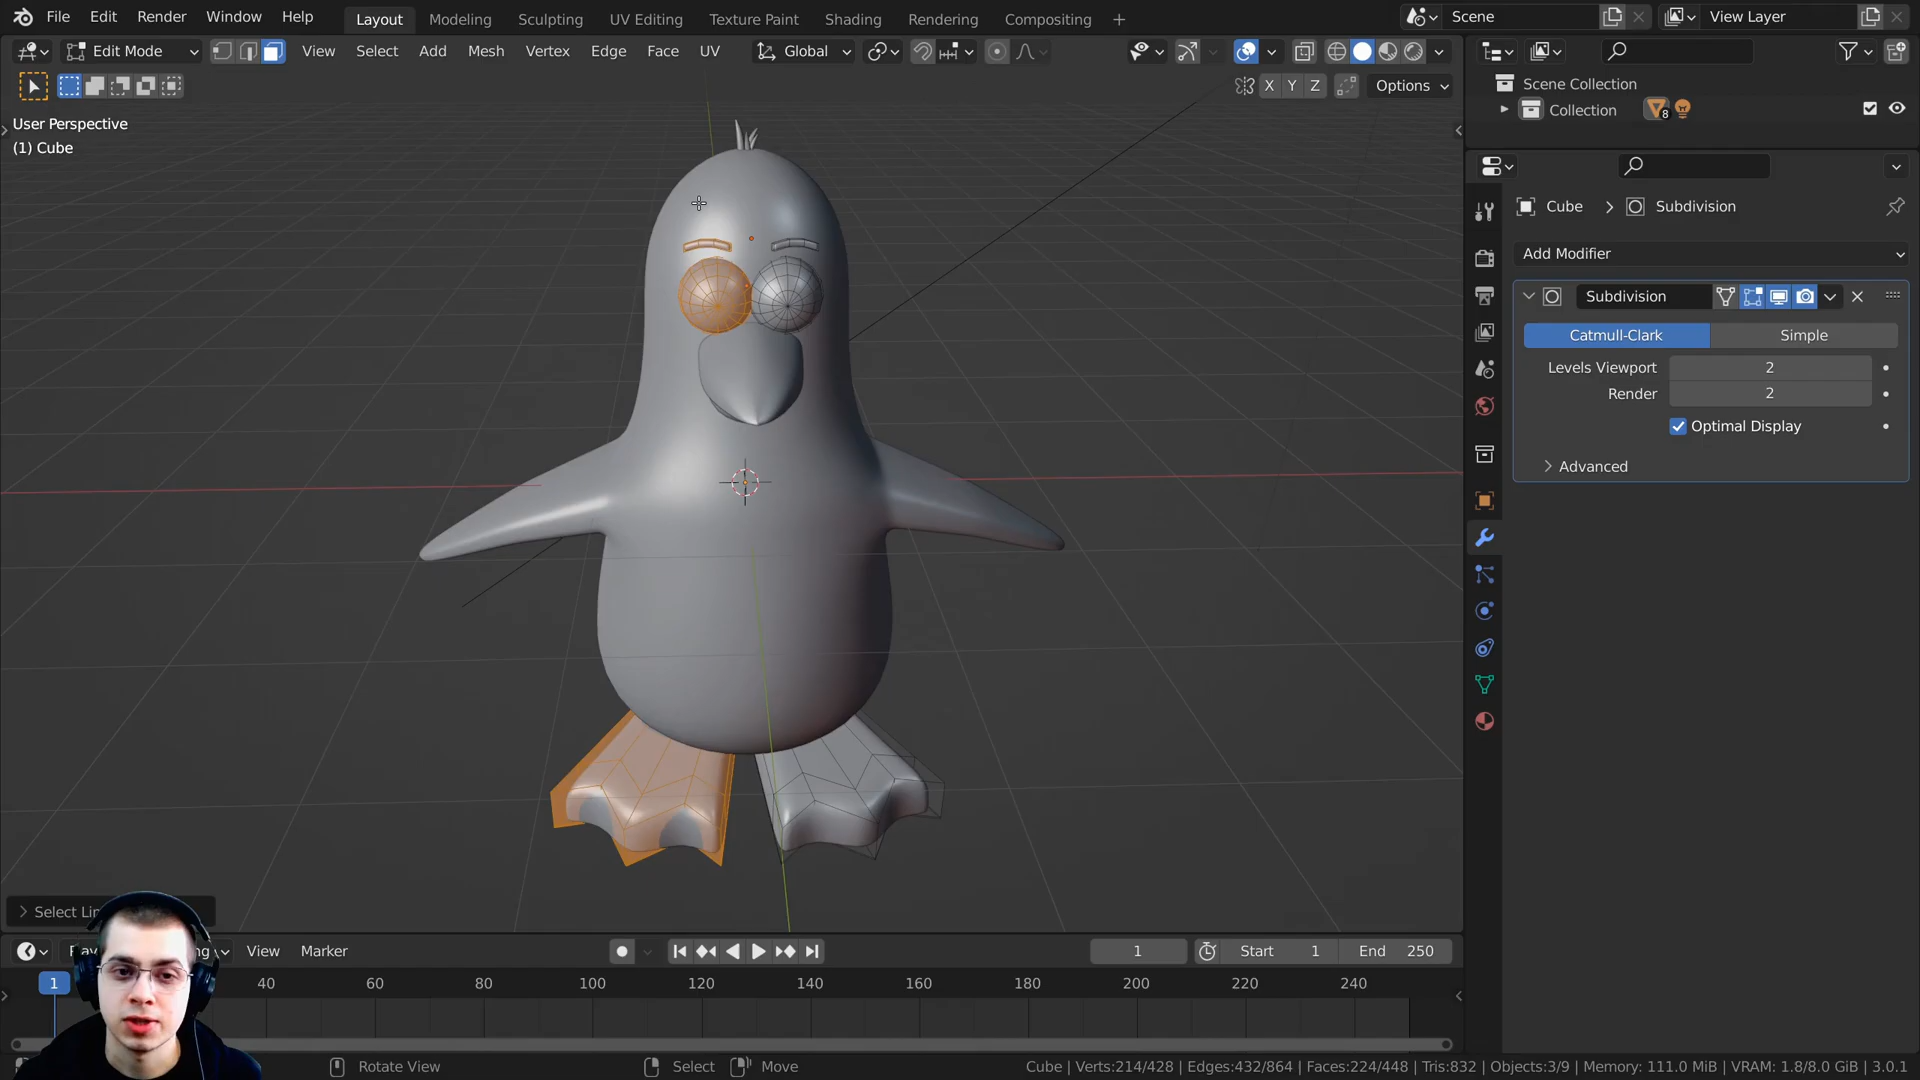 File Edit Render Window Help Layout Modeling Sculpting UV Editing Texture Paint Shading Rendering Compositing + Scene View Layer
Edit Mode View Select Add Mesh Vertex Edge Face UV Global
X Y Z Options
User Perspective
(1) Cube
Scene Collection
Collection 8
Cube > Subdivision
Add Modifier
Subdivision
Catmull-Clark Simple
Levels Viewport 2
Render 2
Optimal Display
Advanced
Select
View Marker 1 Start 1 End 250
1 40 60 80 100 120 140 160 180 200 220 240
Rotate View Select Move Cube | Verts:214/428 | Edges:432/864 | Faces:224/448 | Tris:832 | Objects:3/9 | Memory: 111.0 MiB | VRAM: 1.8/8.0 GiB | 3.0.1